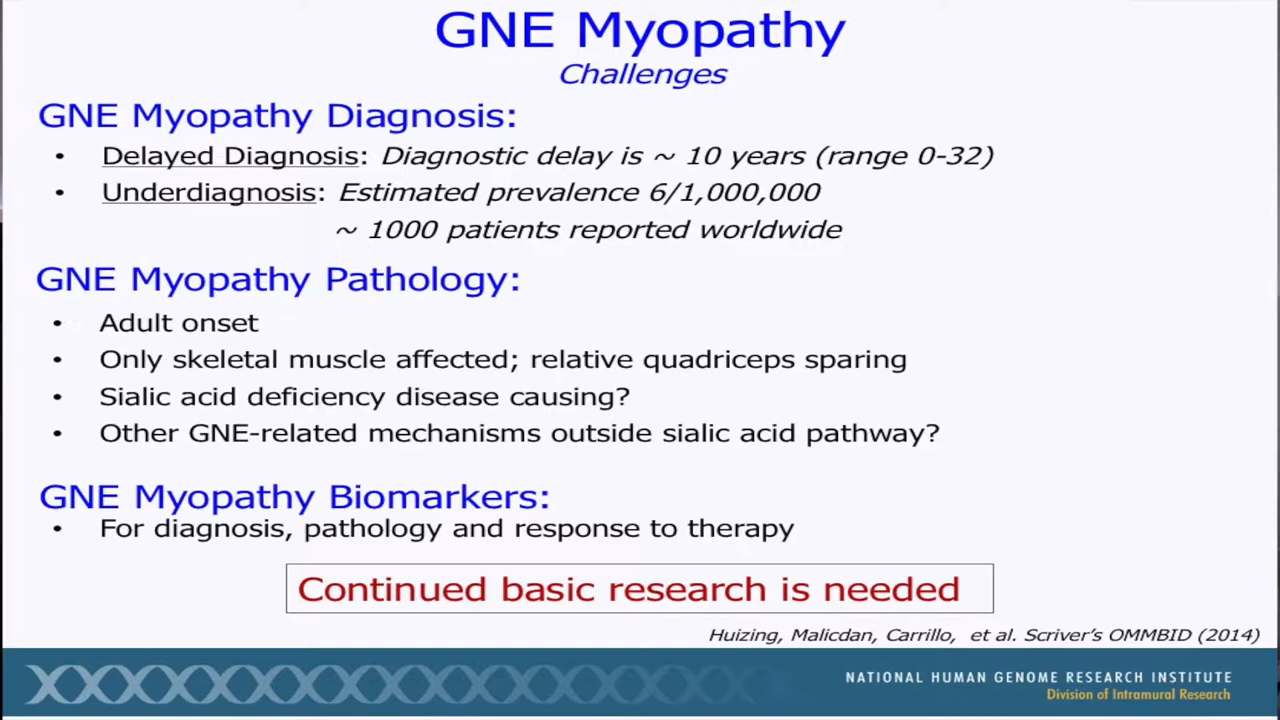 GNE Myopathy
Challenges
GNE Myopathy Diagnosis:
• Delayed Diagnosis: Diagnostic delay is ~ 10 years (range 0-32)
• Underdiagnosis: Estimated prevalence 6/1,000,000
~ 1000 patients reported worldwide
GNE Myopathy Pathology:
• Adult onset
• Only skeletal muscle affected; relative quadriceps sparing
• Sialic acid deficiency disease causing?
• Other GNE-related mechanisms outside sialic acid pathway?
GNE Myopathy Biomarkers:
• For diagnosis, pathology and response to therapy
Continued basic research is needed
Huizing, Malicdan, Carrillo, et al. Scriver's OMMBID (2014)
NATIONAL HUMAN GENOME RESEARCH INSTITUTE
Division of Intramural Research